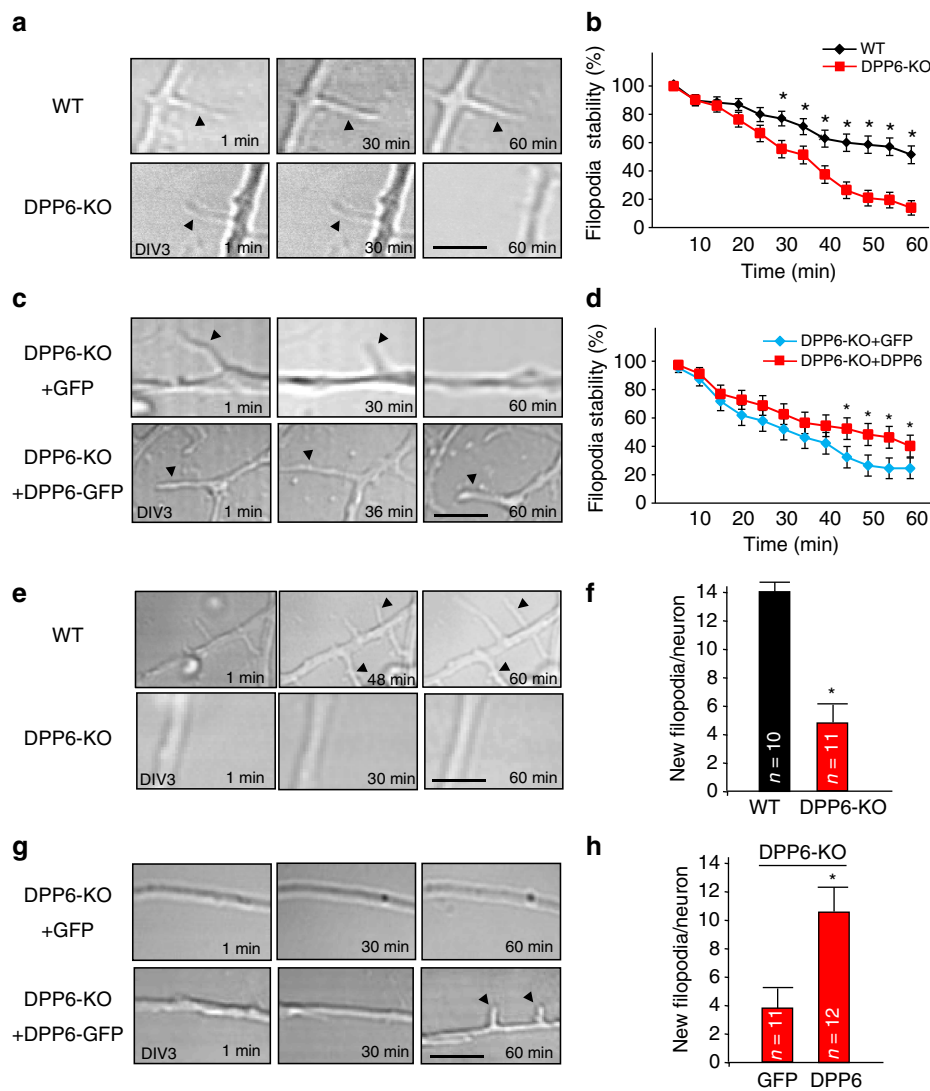 a
WT
1 min
30 min
60 min
DPP6-KO
DIV3
1 min
30 min
60 min
b
WT
DPP6-KO
Filopodia stability (%)
100
80
60
40
20
0
* * * * * * *
10 20 30 40 50 60
Time (min)
c
DPP6-KO
+GFP
1 min
30 min
60 min
DPP6-KO
+DPP6-GFP
DIV3
1 min
36 min
60 min
d
DPP6-KO+GFP
DPP6-KO+DPP6
Filopodia stability (%)
100
80
60
40
20
0
* * * *
10 20 30 40 50 60
Time (min)
e
WT
1 min
48 min
60 min
DPP6-KO
DIV3
1 min
30 min
60 min
f
New filopodia/neuron
14
12
10
8
6
4
2
0
*
n = 10
n = 11
WT DPP6-KO
g
DPP6-KO
+GFP
1 min
30 min
60 min
DPP6-KO
+DPP6-GFP
DIV3
1 min
30 min
60 min
h
DPP6-KO
New filopodia/neuron
14
12
10
8
6
4
2
0
*
n = 11
n = 12
GFP DPP6